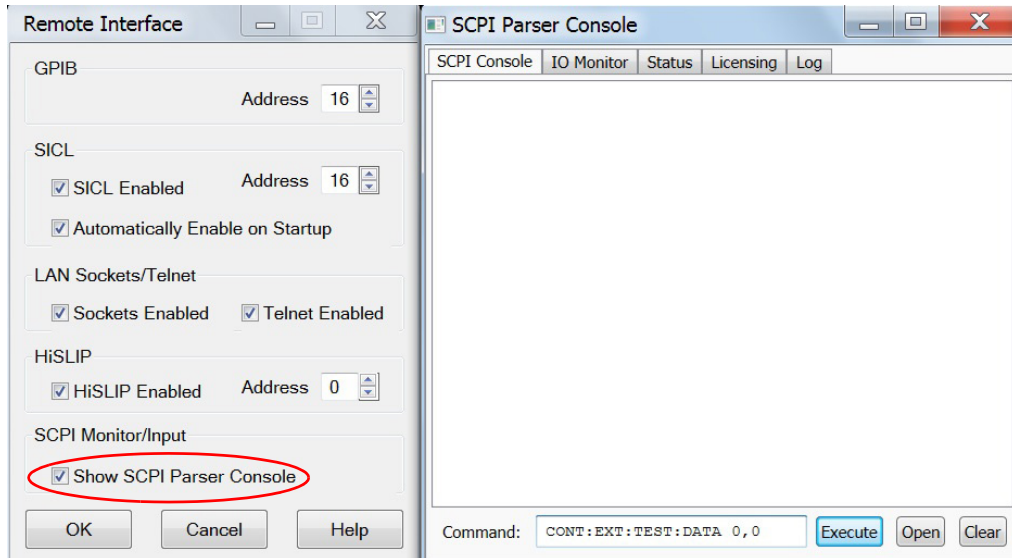 Remote Interface
GPIB
Address 16
SICL
SICL Enabled
Address 16
Automatically Enable on Startup
LAN Sockets/Telnet
Sockets Enabled
Telnet Enabled
HiSLIP
HiSLIP Enabled
Address 0
SCPI Monitor/Input
Show SCPI Parser Console
OK
Cancel
Help
SCPI Parser Console
SCPI Console
IO Monitor
Status
Licensing
Log
Command: CONT:EXT:TEST:DATA 0,0
Execute
Open
Clear